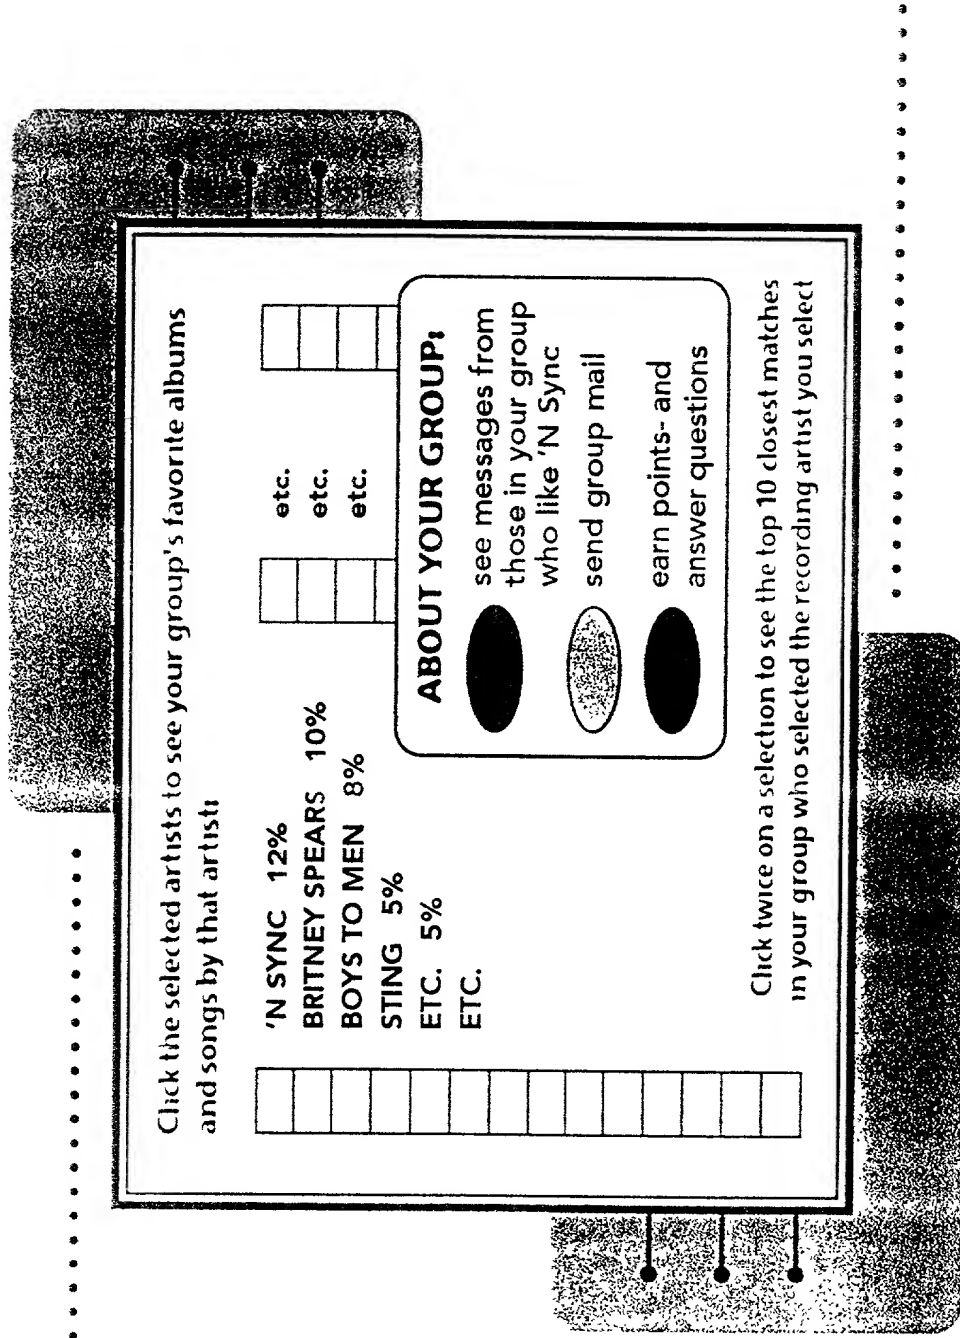 Click the selected artists to see your group's favorite albums
and songs by that artist:
'N SYNC 12%
BRITNEY SPEARS 10%
BOYS TO MEN 8%
STING 5%
ETC. 5%
ETC.
etc.
etc.
etc.
ABOUT YOUR GROUP:
see messages from
those in your group
who like 'N Sync
send group mail
earn points- and
answer questions
Click twice on a selection to see the top 10 closest matches
in your group who selected the recording artist you select